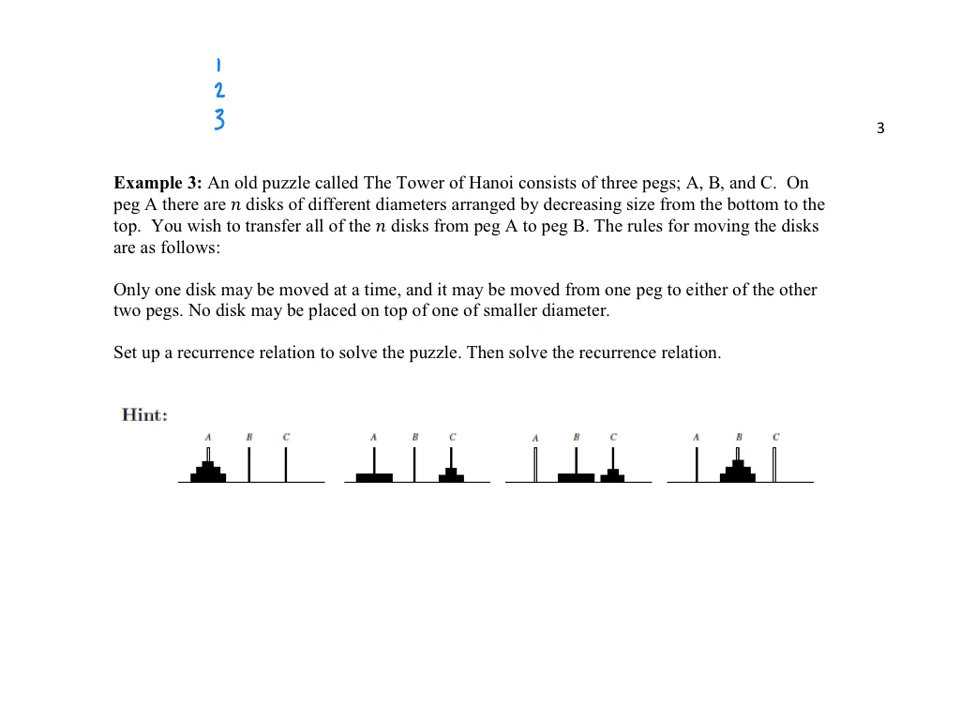 1
2
3
3
Example 3: An old puzzle called The Tower of Hanoi consists of three pegs; A, B, and C. On
peg A there are n disks of different diameters arranged by decreasing size from the bottom to the
top. You wish to transfer all of the n disks from peg A to peg B. The rules for moving the disks
are as follows:
Only one disk may be moved at a time, and it may be moved from one peg to either of the other
two pegs. No disk may be placed on top of one of smaller diameter.
Set up a recurrence relation to solve the puzzle. Then solve the recurrence relation.
Hint:
A B C A B C A B C A B C